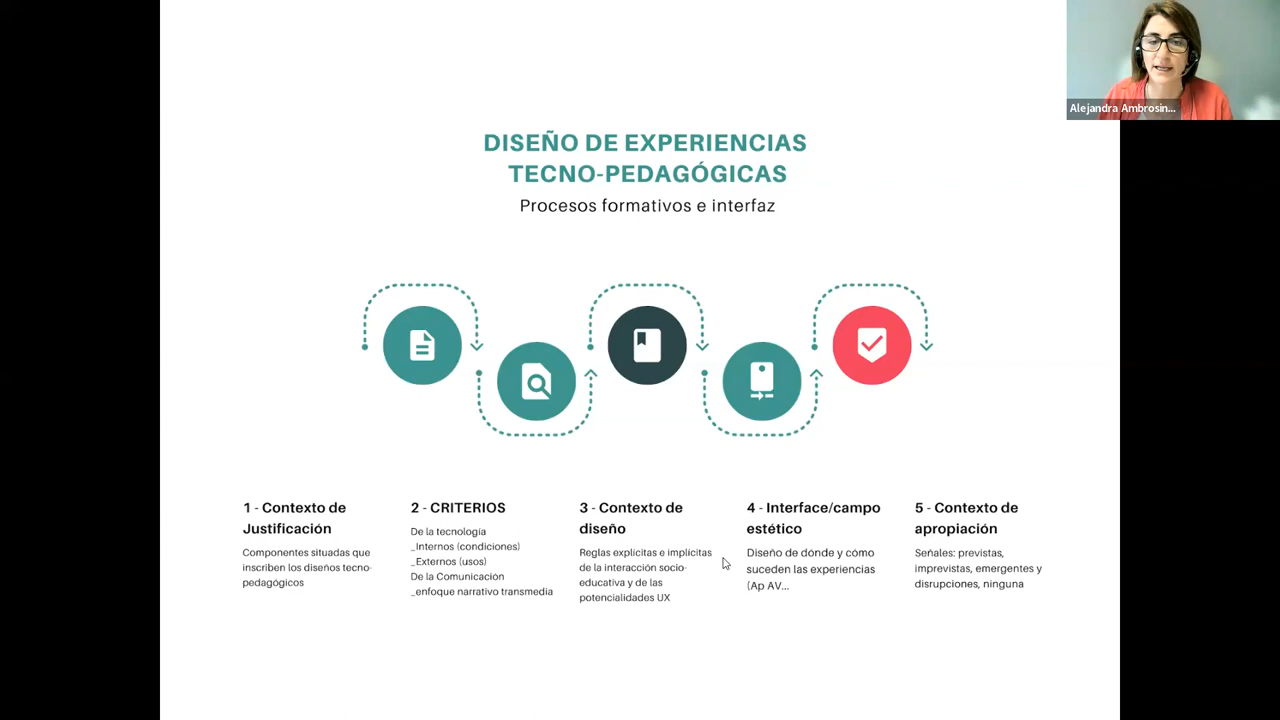 Alejandra Ambrosin...
DISEÑO DE EXPERIENCIAS
TECNO-PEDAGÓGICAS
Procesos formativos e interfaz
1 - Contexto de
Justificación
Componentes situadas que
inscriben los diseños tecno-
pedagógicos
2 - CRITERIOS
De la tecnología
_Internos (condiciones)
_Externos (usos)
De la Comunicación
_enfoque narrativo transmedia
3 - Contexto de
diseño
Reglas explícitas e implícitas
de la interacción socio-
educativa y de las
potencialidades UX
4 - Interface/campo
estético
Diseño de dónde y cómo
suceden las experiencias
(Ap AV...
5 - Contexto de
apropiación
Señales: previstas,
imprevistas, emergentes y
disrupciones, ninguna